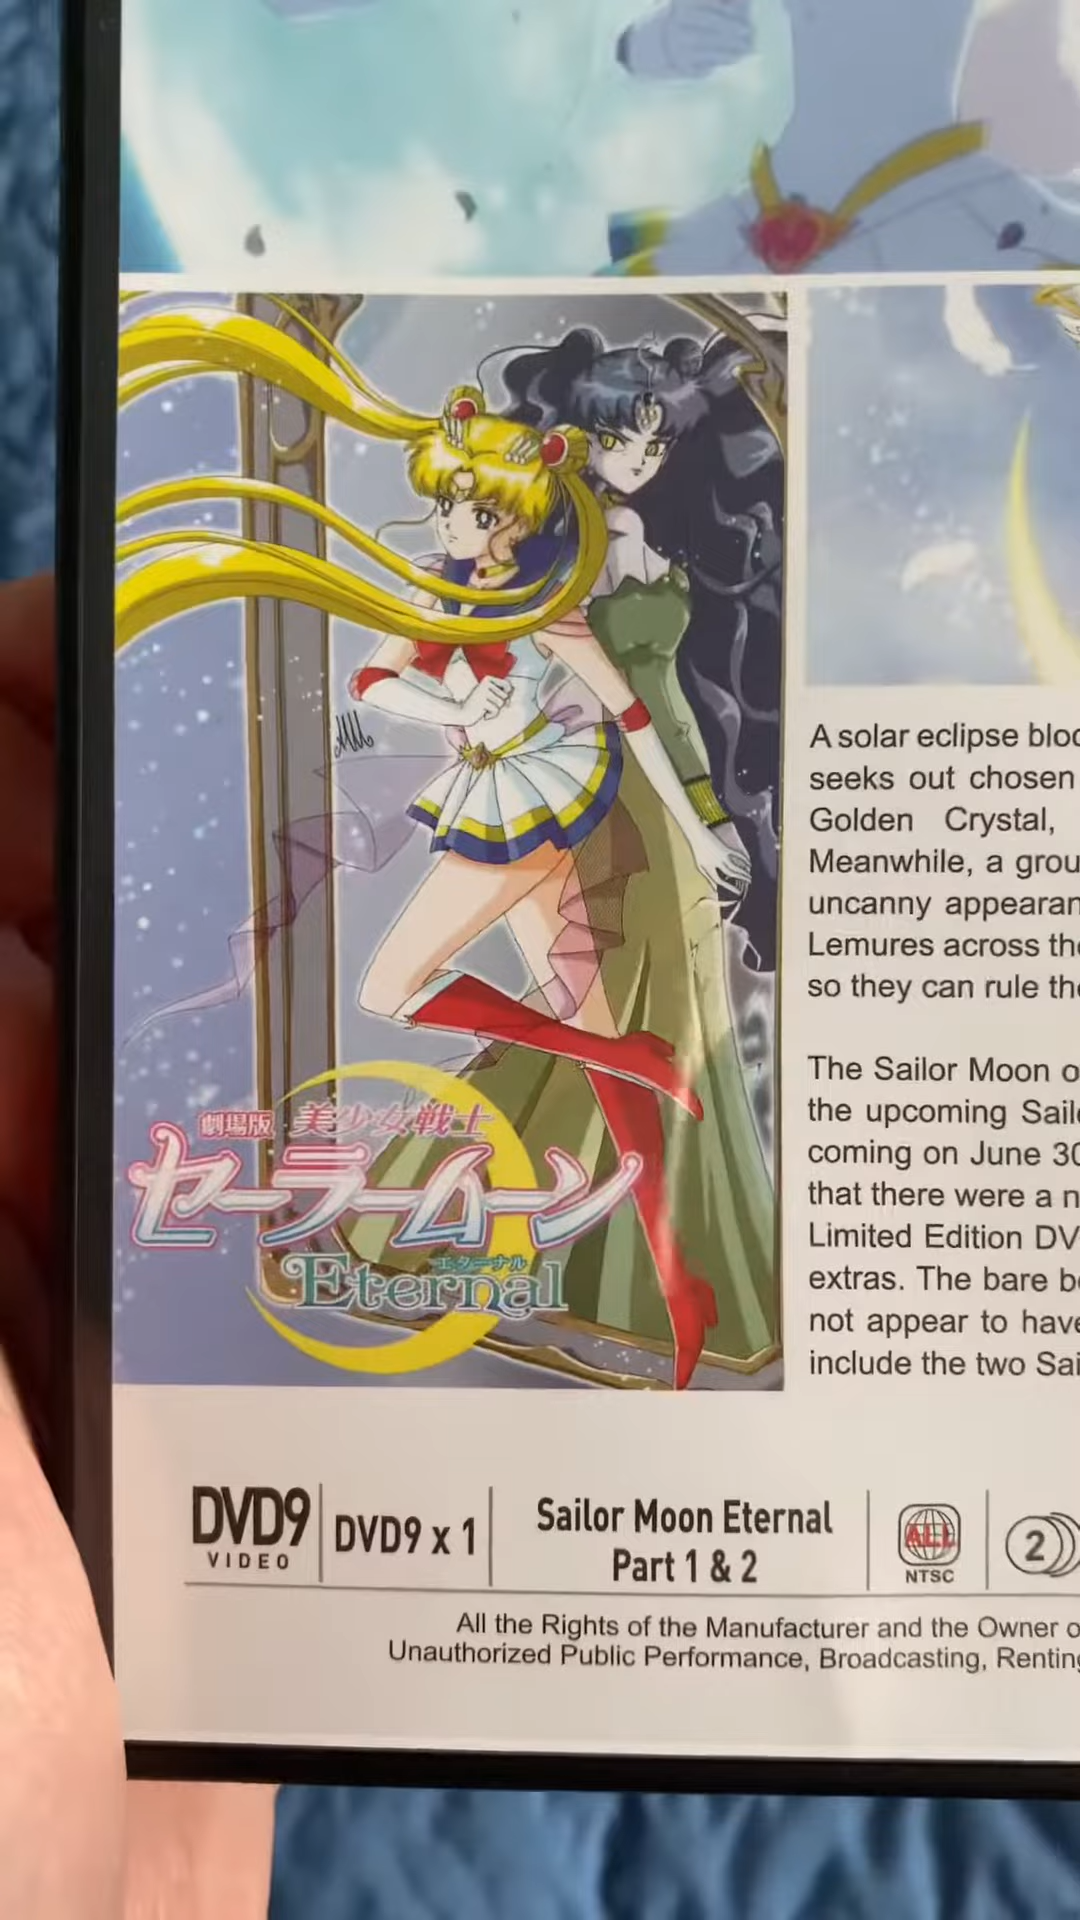 劇場版 美少女戦士
セーラームーン
エターナル
Eternal
A solar eclipse bloc
seeks out chosen
Golden Crystal,
Meanwhile, a grou
uncanny appearan
Lemures across the
so they can rule the
The Sailor Moon
the upcoming Sail
coming on June 30
that there were a n
Limited Edition DV
extras. The bare b
not appear to have
include the two Sai
DVD9
VIDEO
DVD9 x 1
Sailor Moon Eternal
Part 1 & 2
ALL
NTSC
2
All the Rights of the Manufacturer and the Owner o
Unauthorized Public Performance, Broadcasting, Renting